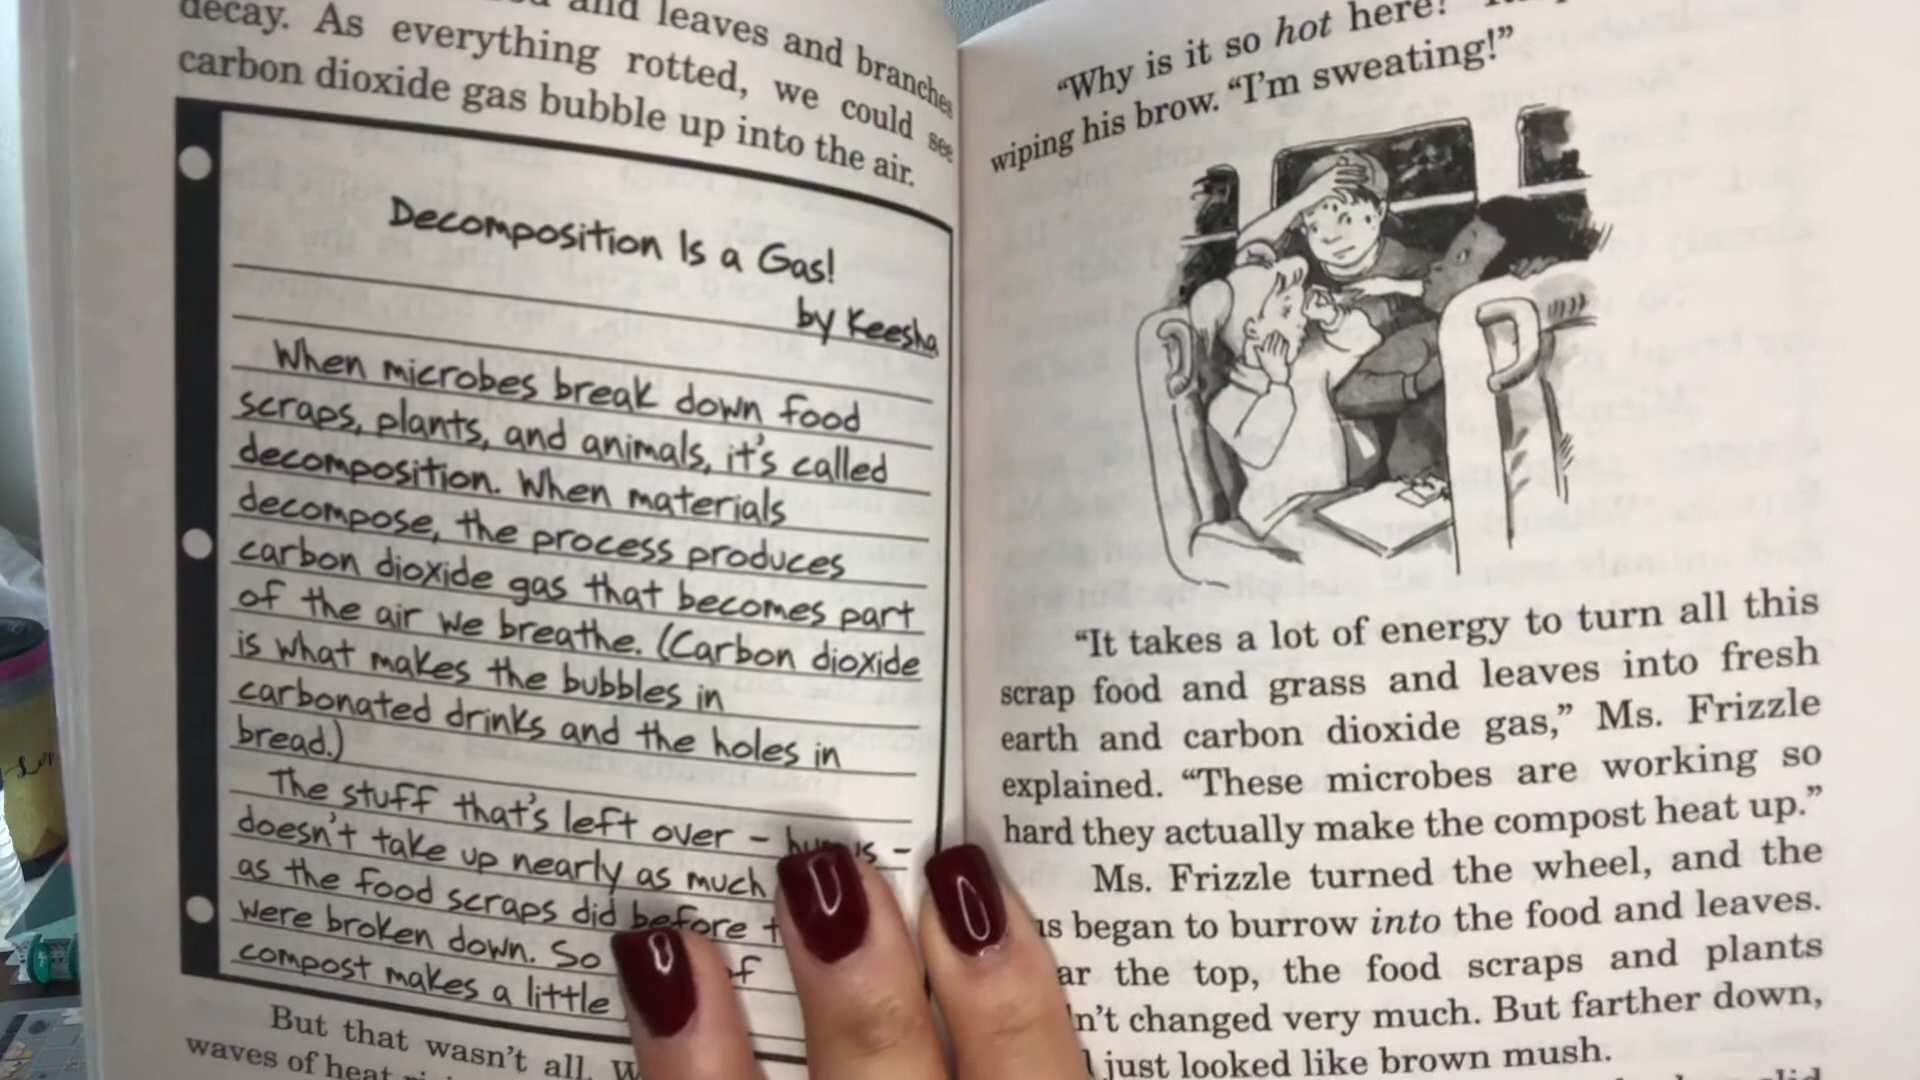 and leaves and branches
decay. As everything rotted, we could see
carbon dioxide gas bubble up into the air.
Decomposition Is a Gas!
by Keesha
When microbes break down food
scraps, plants, and animals, it's called
decomposition. When materials
decompose, the process produces
carbon dioxide gas that becomes part
of the air we breathe. (Carbon dioxide
is what makes the bubbles in
carbonated drinks and the holes in
bread.)
The stuff that's left over –
doesn't take up nearly as much
as the food scraps did before
were broken down. So of
compost makes a little
But that wasn't all.
waves of heat
"Why is it so hot here?
wiping his brow. "I'm sweating!"
"It takes a lot of energy to turn all this
scrap food and grass and leaves into fresh
earth and carbon dioxide gas," Ms. Frizzle
explained. "These microbes are working so
hard they actually make the compost heat up."
Ms. Frizzle turned the wheel, and the
began to burrow into the food and leaves.
the top, the food scraps and plants
changed very much. But farther down,
just looked like brown mush.